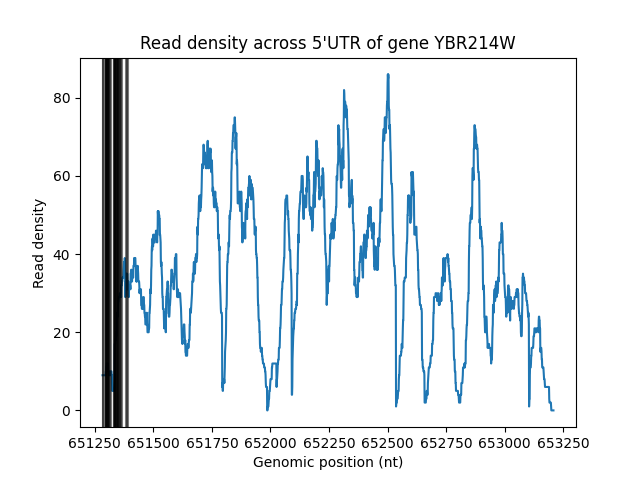 Read density across 5'UTR of gene YBR214W
80
60
40
20
0
Read density
651250 651500 651750 652000 652250 652500 652750 653000 653250
Genomic position (nt)